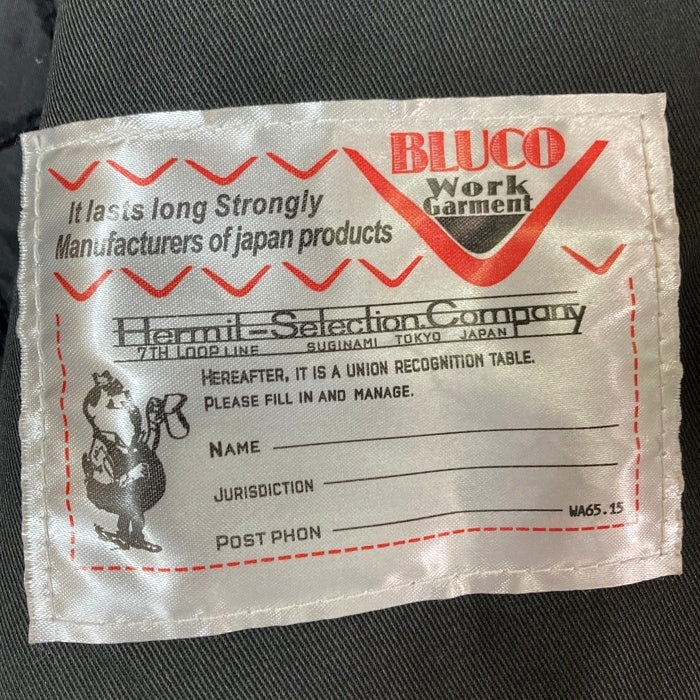 BLUCO
Work
Garment
It lasts long Strongly
Manufacturers of japan products
Hermit-Selection.Company
7TH LOOP LINE SUGINAMI TOKYO JAPAN
HEREAFTER, IT IS A UNION RECOGNITION TABLE.
PLEASE FILL IN AND MANAGE.
NAME
JURISDICTION
POST PHON
WA65.15